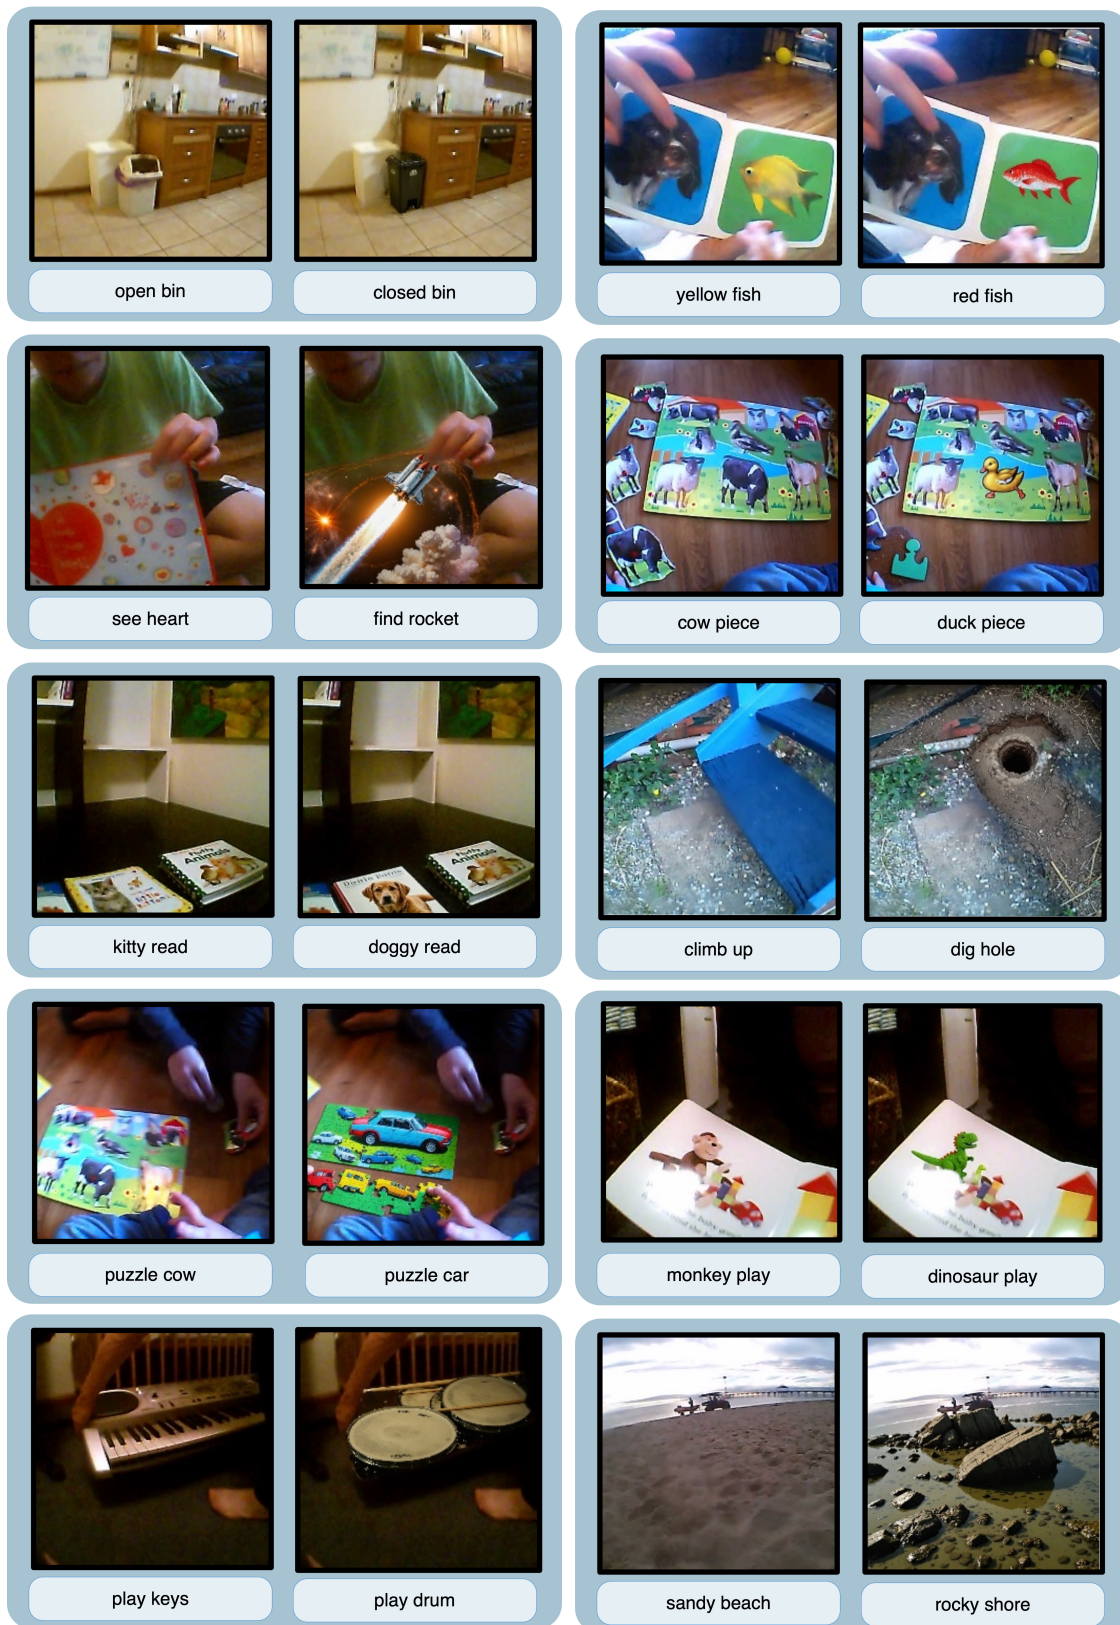 open bin
closed bin
yellow fish
red fish
see heart
find rocket
cow piece
duck piece
Fluffy
Animals
Fluffy
Animals
kitty read
doggy read
climb up
dig hole
puzzle cow
puzzle car
monkey play
dinosaur play
play keys
play drum
sandy beach
rocky shore